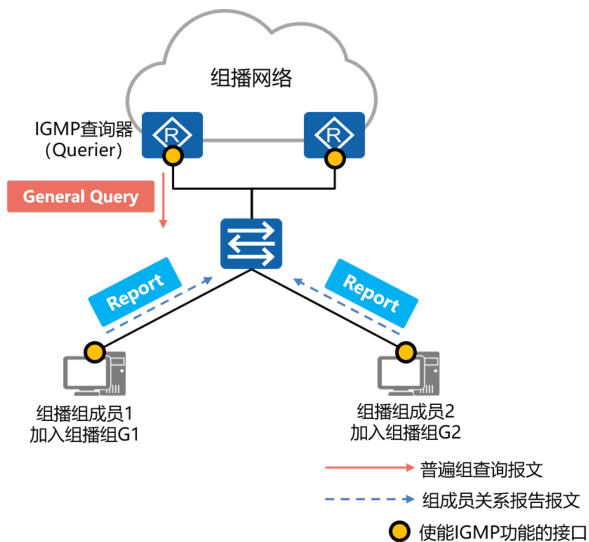 组播网络
IGMP查询器
（Querier）
R
R
General Query
Report
Report
组播组成员1
加入组播组G1
组播组成员2
加入组播组G2
普遍组查询报文
组成员关系报告报文
使能IGMP功能的接口